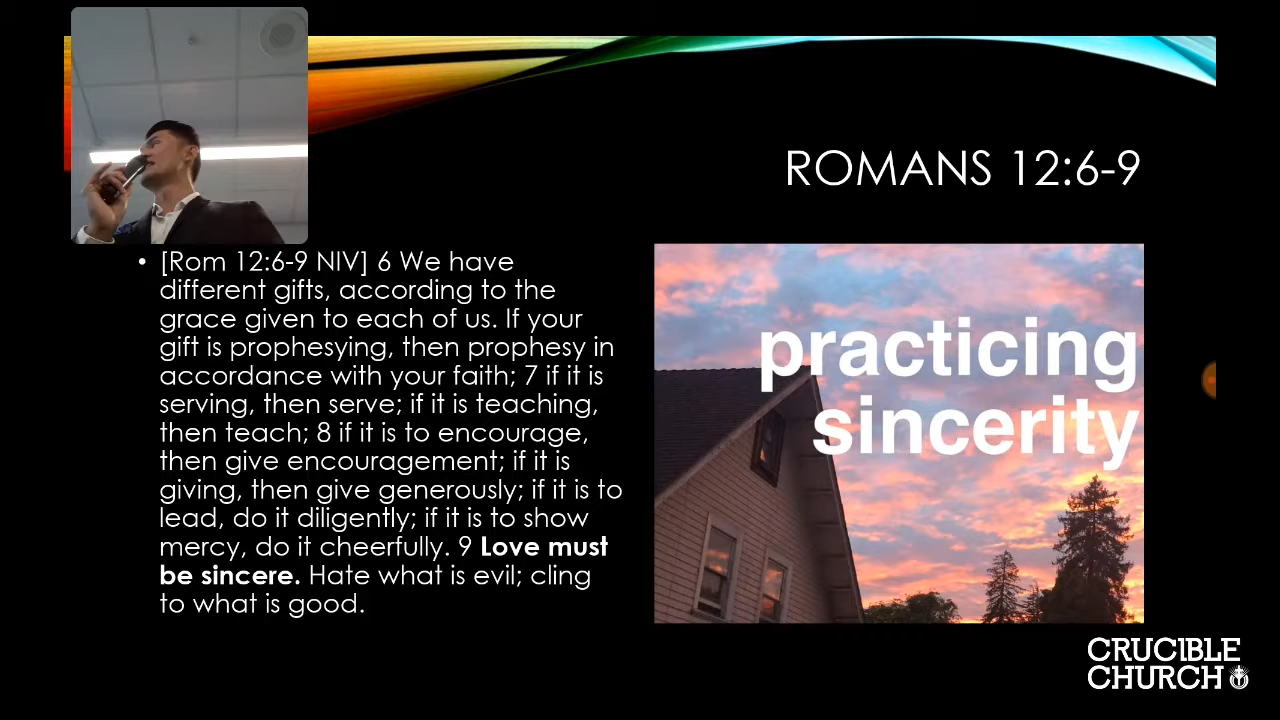 ROMANS 12:6-9
• [Rom 12:6-9 NIV] 6 We have
different gifts, according to the
grace given to each of us. If your
gift is prophesying, then prophesy in
accordance with your faith; 7 if it is
serving, then serve; if it is teaching,
then teach; 8 if it is to encourage,
then give encouragement; if it is
giving, then give generously; if it is to
lead, do it diligently; if it is to show
mercy, do it cheerfully. 9 Love must
be sincere. Hate what is evil; cling
to what is good.
practicing
sincerity
CRUCIBLE
CHURCH